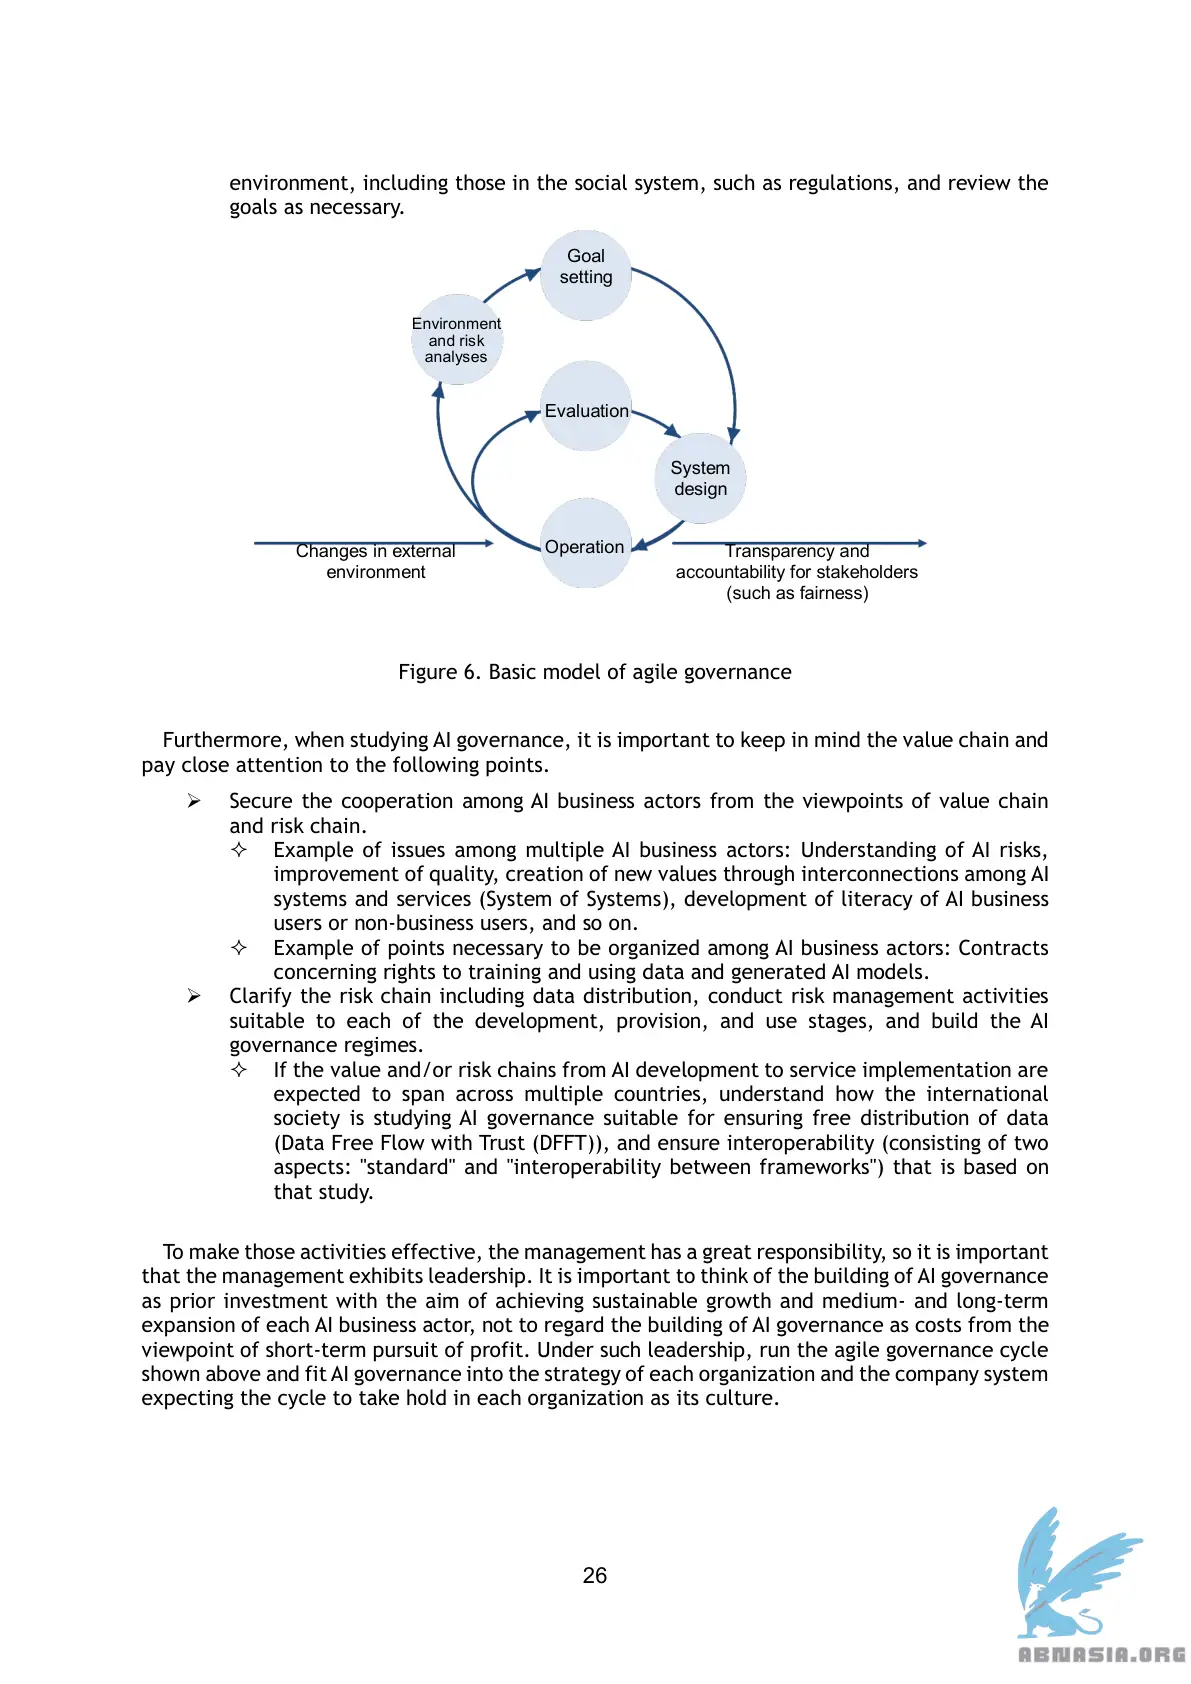 environment, including those in the social system, such as regulations, and review the
goals as necessary.
Goal
setting
Environment
and risk
analyses
Evaluation
System
design
Operation
Changes in external
environment
Transparency and
accountability for stakeholders
(such as fairness)
Figure 6. Basic model of agile governance
Furthermore, when studying AI governance, it is important to keep in mind the value chain and
pay close attention to the following points.
➢ Secure the cooperation among AI business actors from the viewpoints of value chain
and risk chain.
✧ Example of issues among multiple AI business actors: Understanding of AI risks,
improvement of quality, creation of new values through interconnections among AI
systems and services (System of Systems), development of literacy of AI business
users or non-business users, and so on.
✧ Example of points necessary to be organized among AI business actors: Contracts
concerning rights to training and using data and generated AI models.
➢ Clarify the risk chain including data distribution, conduct risk management activities
suitable to each of the development, provision, and use stages, and build the AI
governance regimes.
✧ If the value and/or risk chains from AI development to service implementation are
expected to span across multiple countries, understand how the international
society is studying AI governance suitable for ensuring free distribution of data
(Data Free Flow with Trust (DFFT)), and ensure interoperability (consisting of two
aspects: "standard" and "interoperability between frameworks") that is based on
that study.
To make those activities effective, the management has a great responsibility, so it is important
that the management exhibits leadership. It is important to think of the building of AI governance
as prior investment with the aim of achieving sustainable growth and medium- and long-term
expansion of each AI business actor, not to regard the building of AI governance as costs from the
viewpoint of short-term pursuit of profit. Under such leadership, run the agile governance cycle
shown above and fit AI governance into the strategy of each organization and the company system
expecting the cycle to take hold in each organization as its culture.
26
ABNASIA.ORG